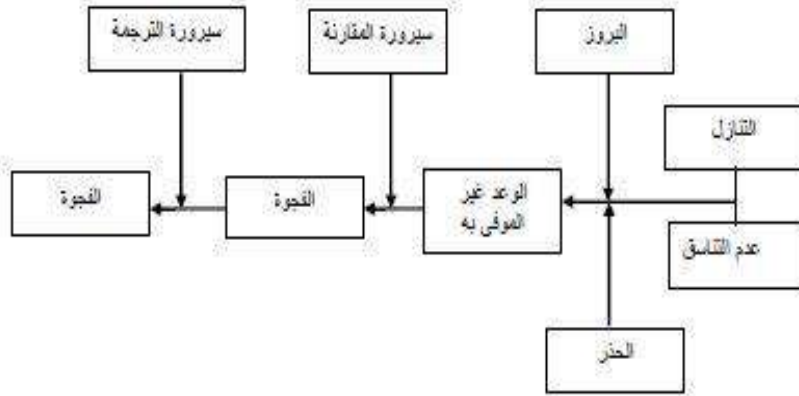 البروز
سيرورة المقارنة
سيرورة الترجمة
التنازل
الوعد غير
الموفى به
الفجوة
الفجوة
عدم التناسق
الحذر